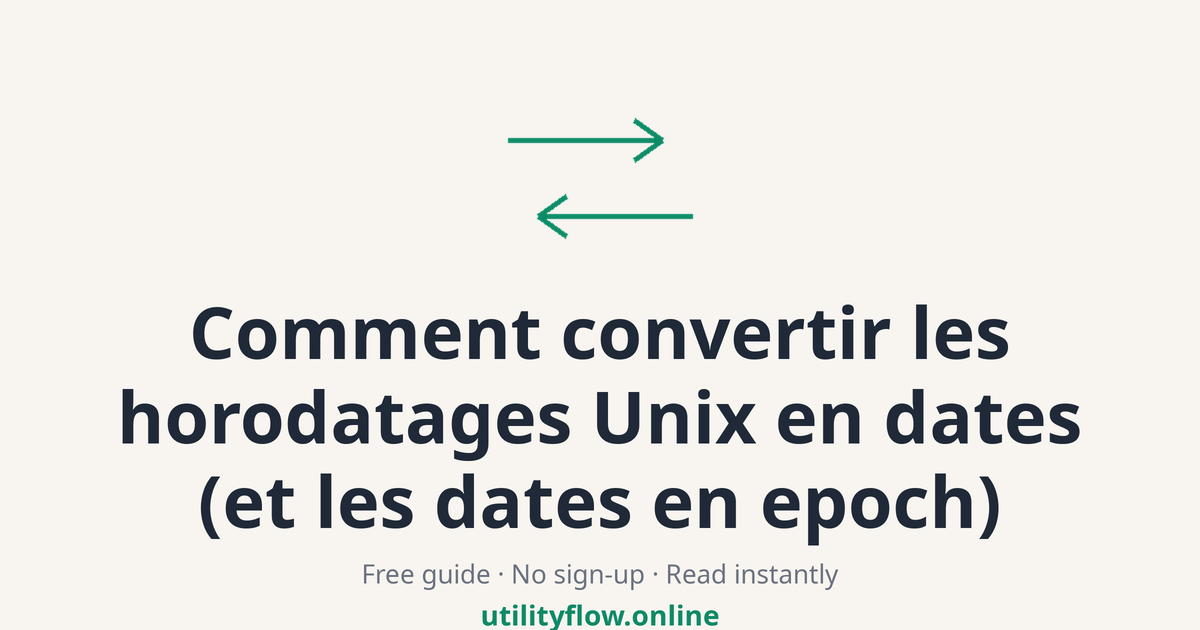 Comment convertir les
horodatages Unix en dates
(et les dates en epoch)
Free guide · No sign-up · Read instantly
utilityflow.online